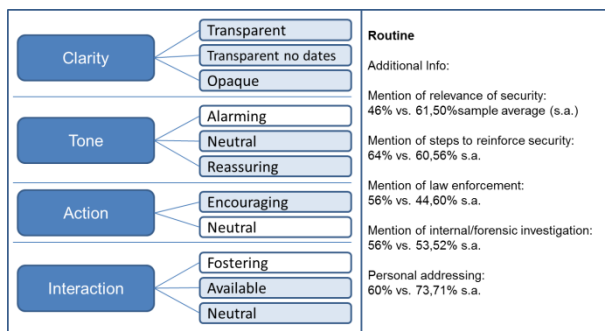 Clarity
Transparent
Transparent no dates
Opaque
Tone
Alarming
Neutral
Reassuring
Action
Encouraging
Neutral
Interaction
Fostering
Available
Neutral
Routine
Additional Info:
Mention of relevance of security:
46% vs. 61,50%sample average (s.a.)
Mention of steps to reinforce security:
64% vs. 60,56% s.a.
Mention of law enforcement:
56% vs. 44,60% s.a.
Mention of internal/forensic investigation:
56% vs. 53,52% s.a.
Personal addressing:
60% vs. 73,71% s.a.